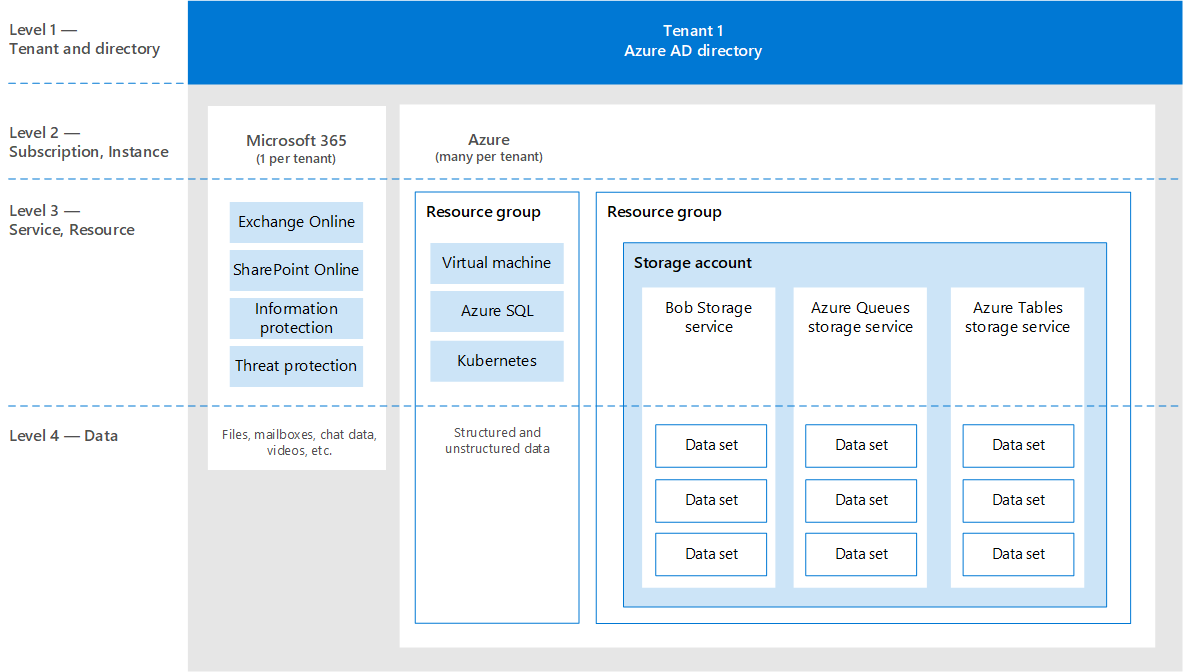 Level 1 —
Tenant and directory
Tenant 1
Azure AD directory
Level 2 —
Subscription, Instance
Microsoft 365
(1 per tenant)
Azure
(many per tenant)
Level 3 —
Service, Resource
Exchange Online
SharePoint Online
Information
protection
Threat protection
Resource group
Virtual machine
Azure SQL
Kubernetes
Resource group
Storage account
Bob Storage
service
Azure Queues
storage service
Azure Tables
storage service
Level 4 — Data
Files, mailboxes, chat data,
videos, etc.
Structured and
unstructured data
Data set
Data set
Data set
Data set
Data set
Data set
Data set
Data set
Data set